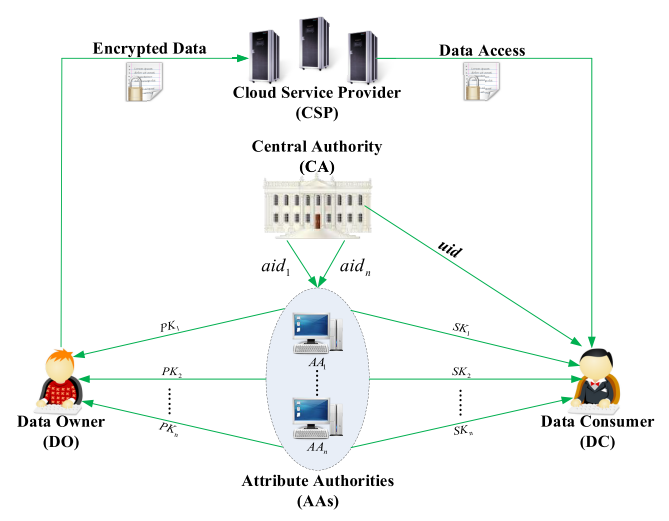 Encrypted Data
Data Access
Cloud Service Provider
(CSP)
Central Authority
(CA)
uid
aid₁
aidₙ
PK₁
SK₁
AA₁
PK₂
SK₂
PKₙ
SKₙ
AAₙ
Data Owner
(DO)
Data Consumer
(DC)
Attribute Authorities
(AAs)